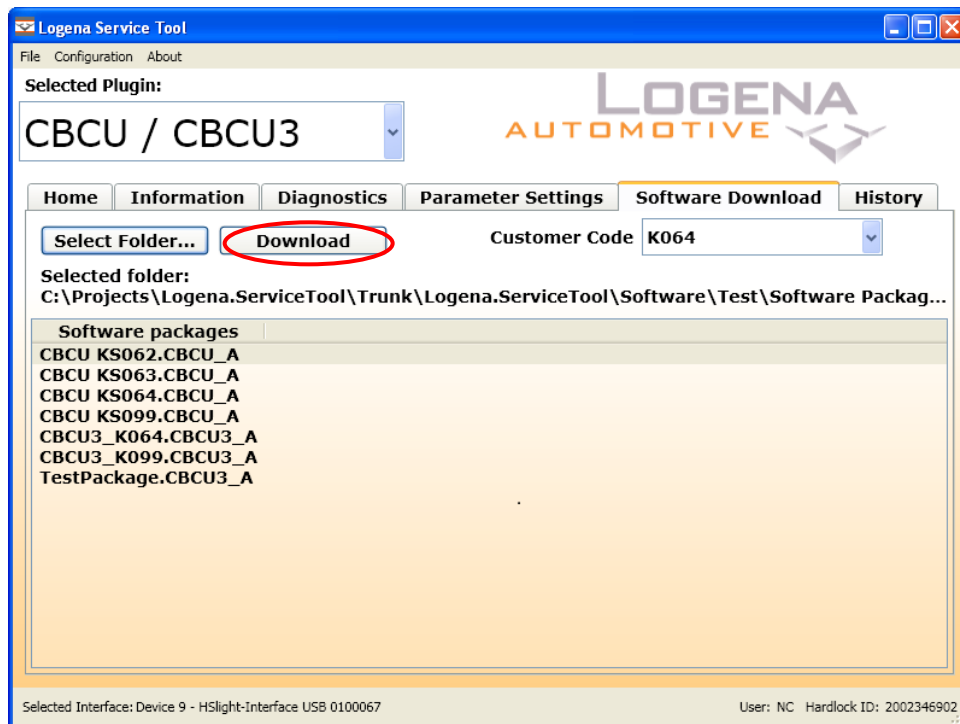 Logena Service Tool
File Configuration About
Selected Plugin:
CBCU / CBCU3
LOGENA
AUTOMOTIVE
Home Information Diagnostics Parameter Settings Software Download History
Select Folder... Download Customer Code K064
Selected folder:
C:\Projects\Logena.ServiceTool\Trunk\Logena.ServiceTool\Software\Test\Software Packag...
Software packages
CBCU KS062.CBCU_A
CBCU KS063.CBCU_A
CBCU KS064.CBCU_A
CBCU KS099.CBCU_A
CBCU3_K064.CBCU3_A
CBCU3_K099.CBCU3_A
TestPackage.CBCU3_A
Selected Interface: Device 9 - HSlight-Interface USB 0100067 User: NC Hardlock ID: 2002346902